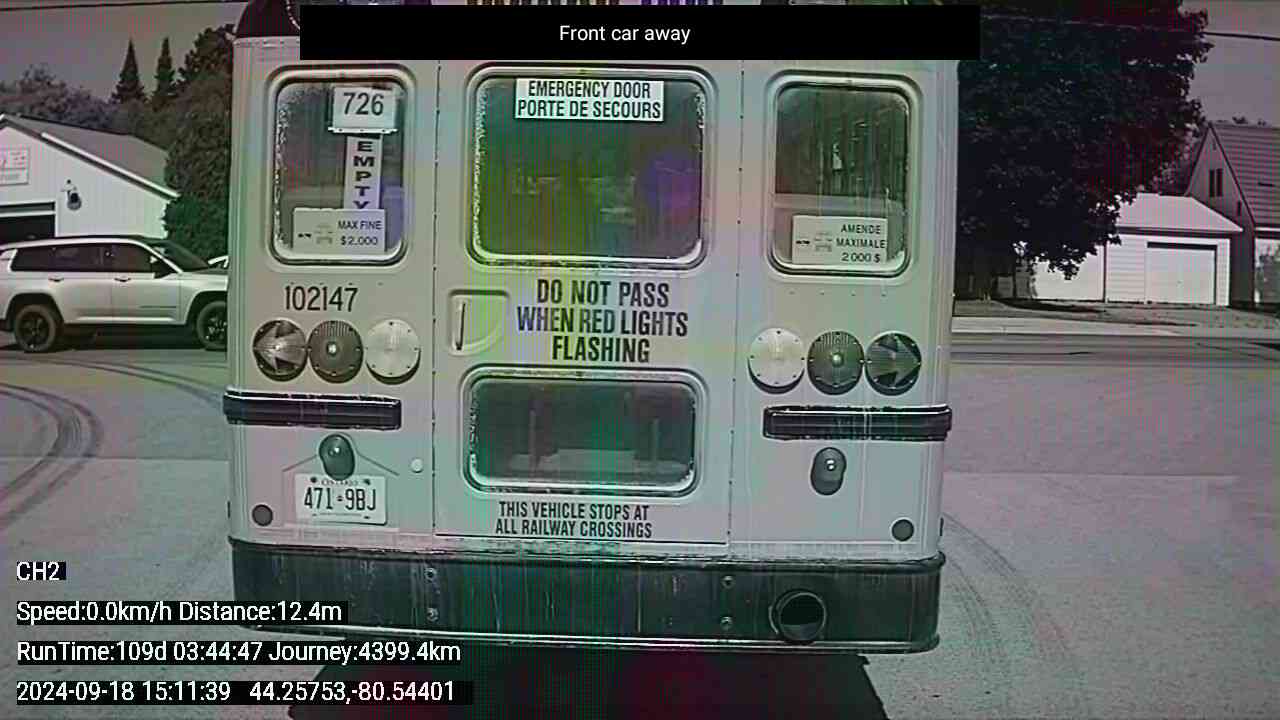 Front car away
EMERGENCY DOOR
PORTE DE SECOURS
726
EMPTY
MAX FINE
$2,000
AMENDE
MAXIMALE
2 000 $
102147
DO NOT PASS
WHEN RED LIGHTS
FLASHING
ONTARIO
471-9BJ
THIS VEHICLE STOPS AT
ALL RAILWAY CROSSINGS
CH2
Speed:0.0km/h Distance:12.4m
RunTime:109d 03:44:47 Journey:4399.4km
2024-09-18 15:11:39 44.25753,-80.54401